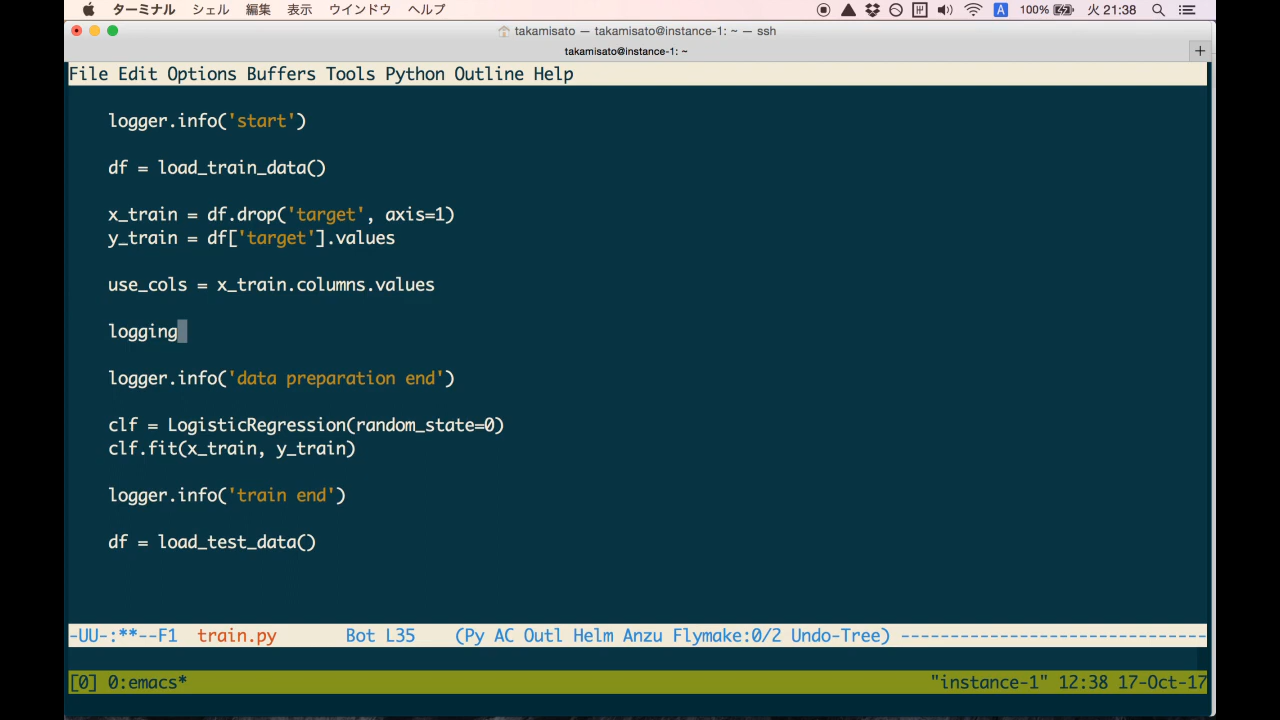 ターミナル シェル 編集 表示 ウインドウ ヘルプ A 100% 火 21:38
takamisato — takamisato@instance-1: ~ — ssh
takamisato@instance-1: ~ +
File Edit Options Buffers Tools Python Outline Help
logger.info('start')
df = load_train_data()
x_train = df.drop('target', axis=1)
y_train = df['target'].values
use_cols = x_train.columns.values
logging
logger.info('data preparation end')
clf = LogisticRegression(random_state=0)
clf.fit(x_train, y_train)
logger.info('train end')
df = load_test_data()
-UU-:**--F1 train.py Bot L35 (Py AC Outl Helm Anzu Flymake:0/2 Undo-Tree) -------------------------------
[0] 0:emacs* "instance-1" 12:38 17-Oct-17